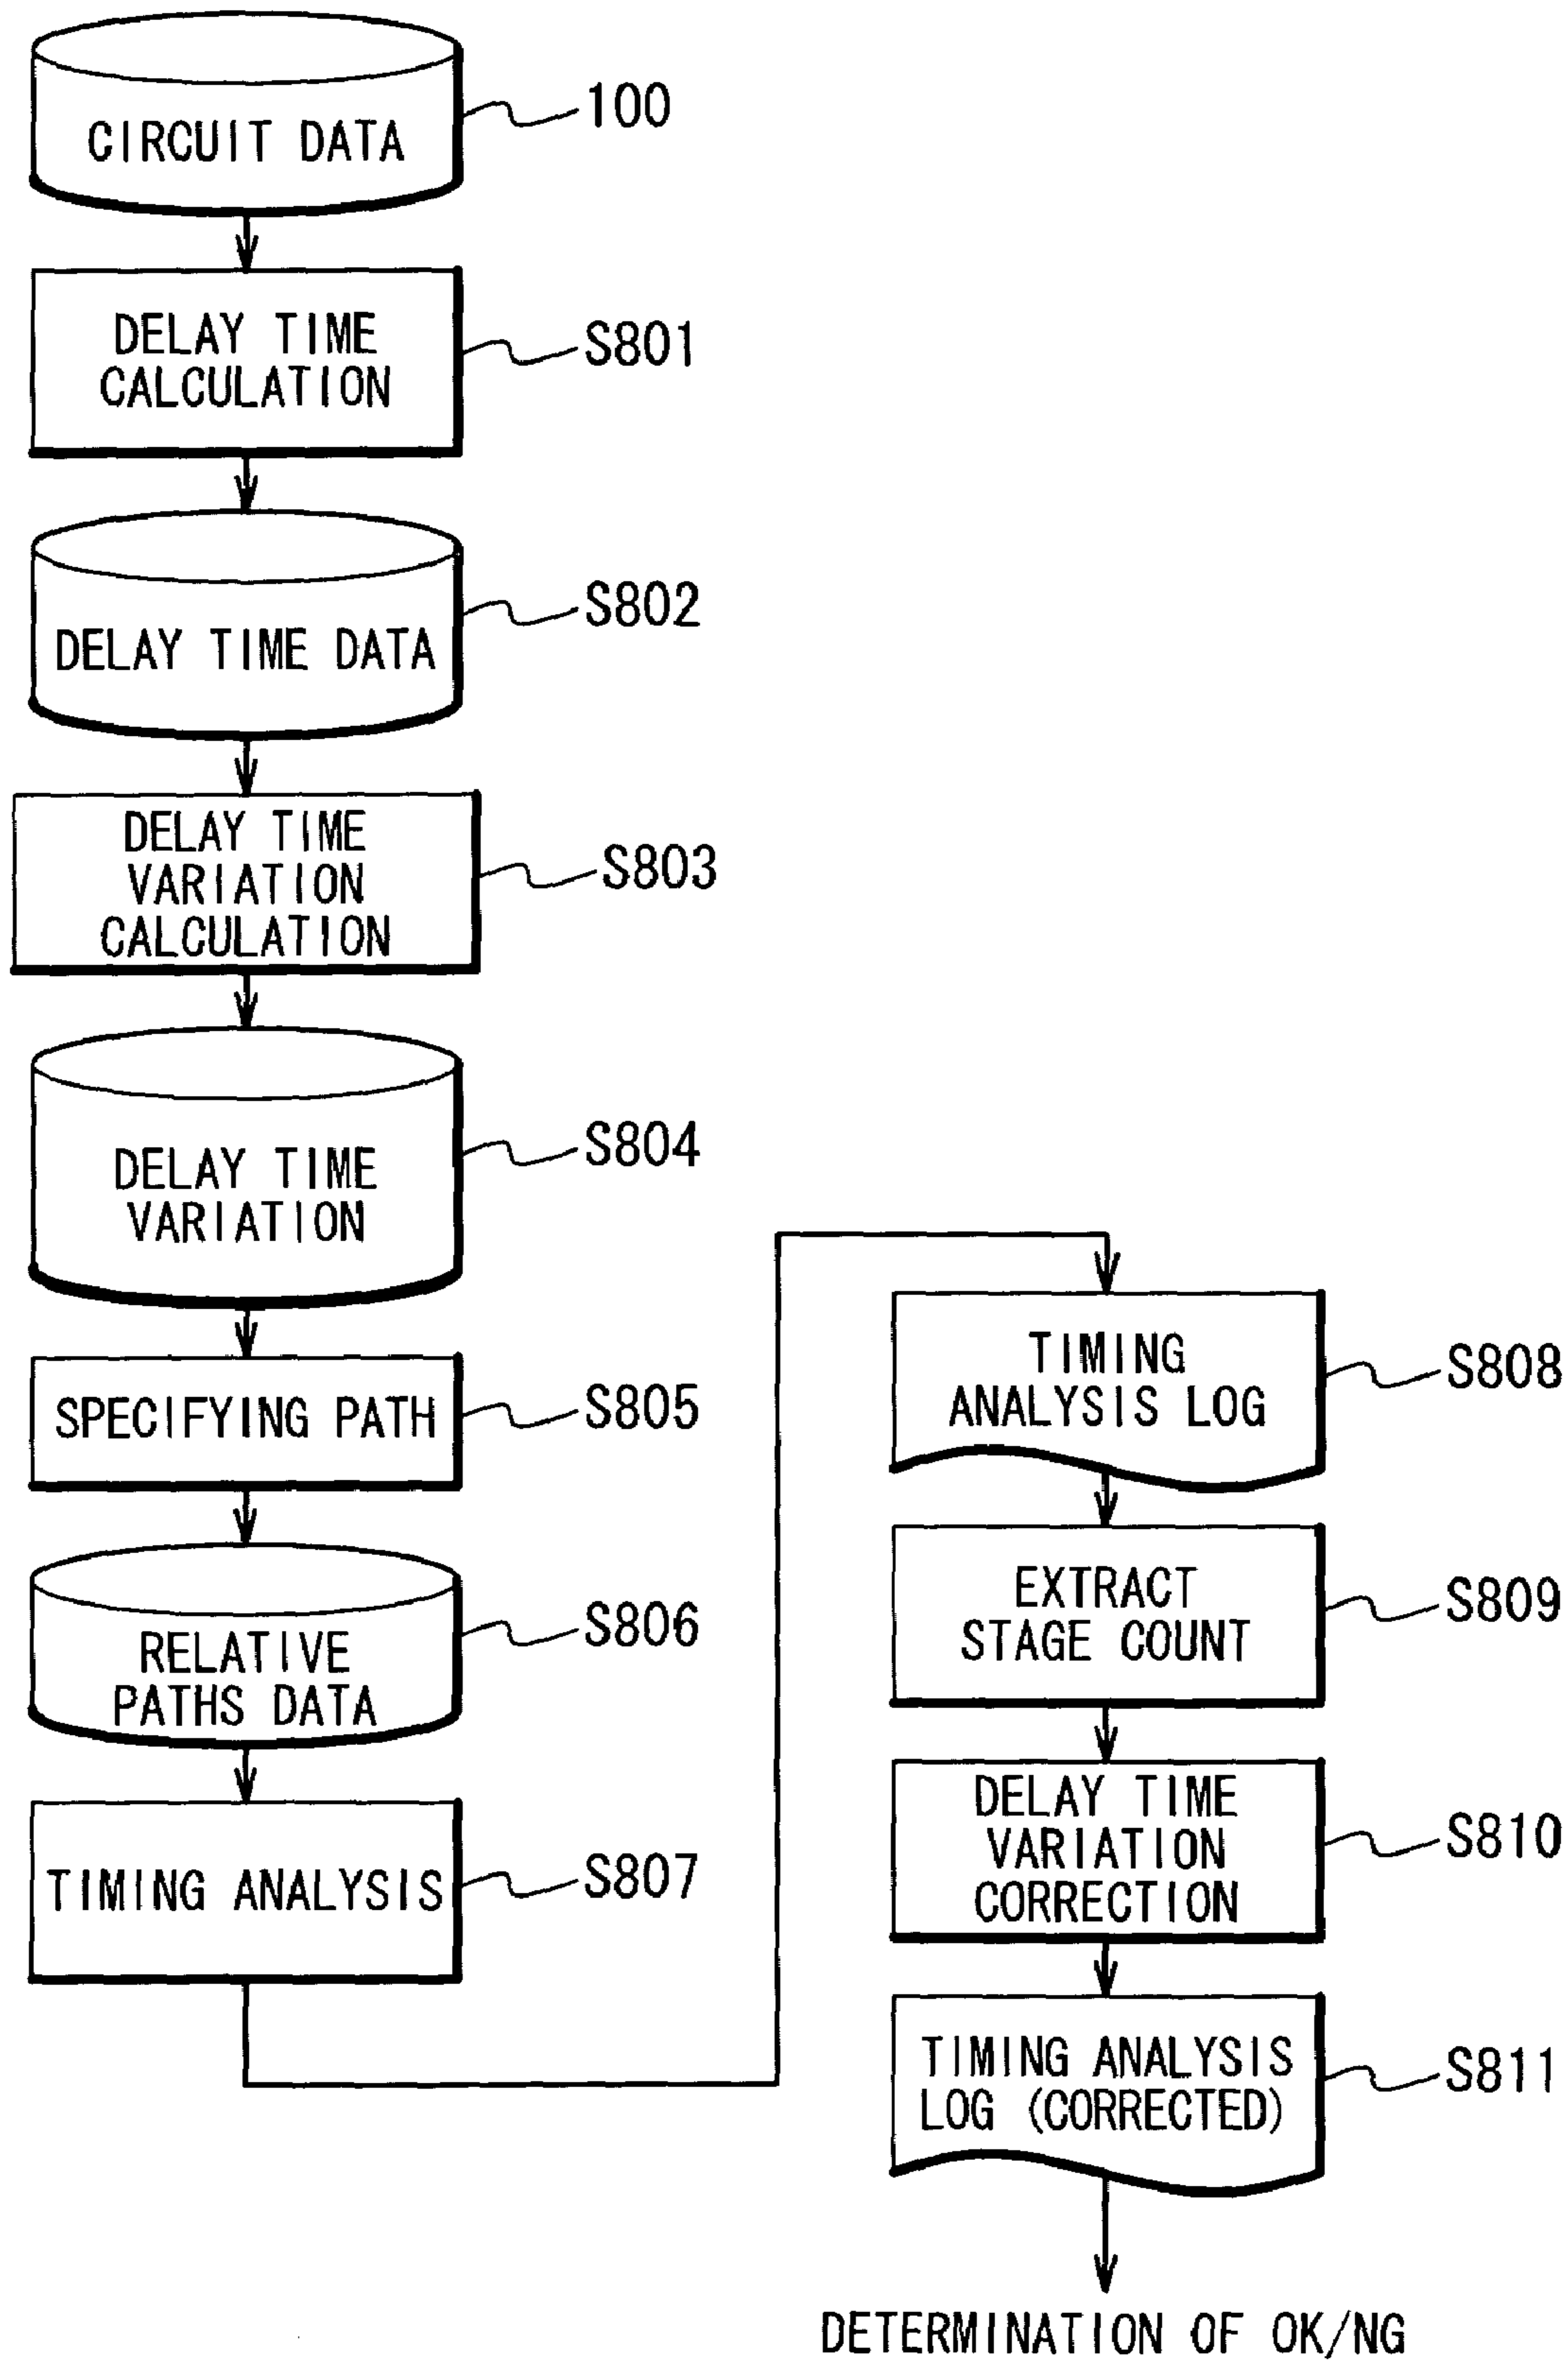 CIRCUIT DATA
100
DELAY TIME
CALCULATION
S801
DELAY TIME DATA
S802
DELAY TIME
VARIATION
CALCULATION
S803
DELAY TIME
VARIATION
S804
SPECIFYING PATH
S805
RELATIVE
PATHS DATA
S806
TIMING ANALYSIS
S807
TIMING
ANALYSIS LOG
S808
EXTRACT
STAGE COUNT
S809
DELAY TIME
VARIATION
CORRECTION
S810
TIMING ANALYSIS
LOG (CORRECTED)
S811
DETERMINATION OF OK/NG